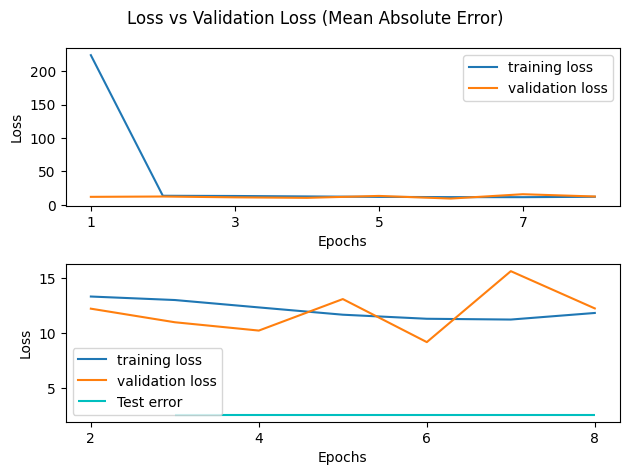 Loss vs Validation Loss (Mean Absolute Error)
200
150
100
50
0
Loss
training loss
validation loss
1
3
5
7
Epochs
15
10
5
Loss
training loss
validation loss
Test error
2
4
6
8
Epochs